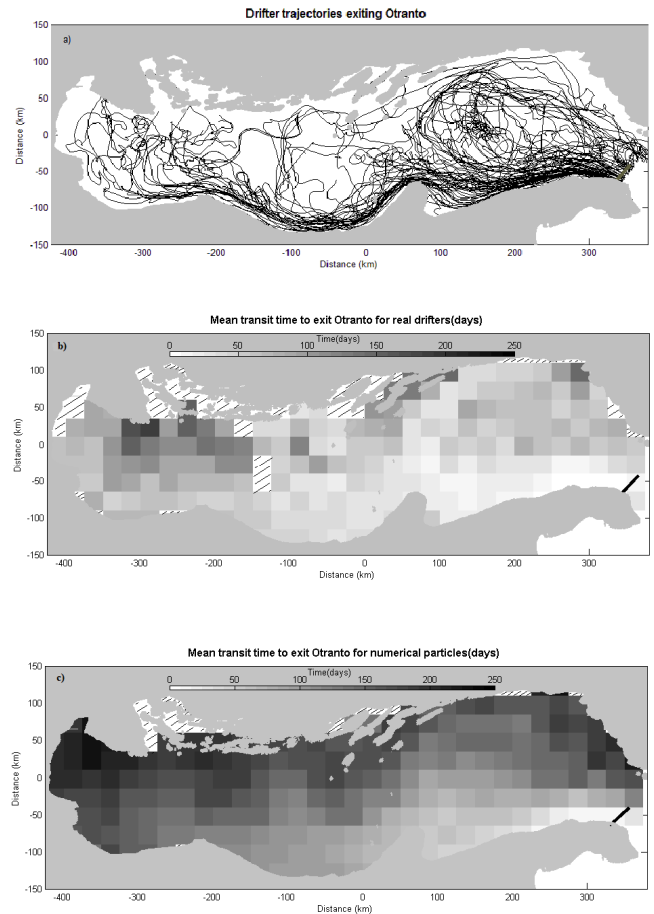 Drifter trajectories exiting Otranto
a)
150
100
50
0
-50
-100
-150
Distance (km)
-400 -300 -200 -100 0 100 200 300
Distance (km)
Mean transit time to exit Otranto for real drifters(days)
b)
Time(days)
0 50 100 150 200 250
150
100
50
0
-50
-100
-150
Distance (km)
-400 -300 -200 -100 0 100 200 300
Distance (km)
Mean transit time to exit Otranto for numerical particles(days)
c)
Time(days)
0 50 100 150 200 250
150
100
50
0
-50
-100
-150
Distance (km)
-400 -300 -200 -100 0 100 200 300
Distance (km)